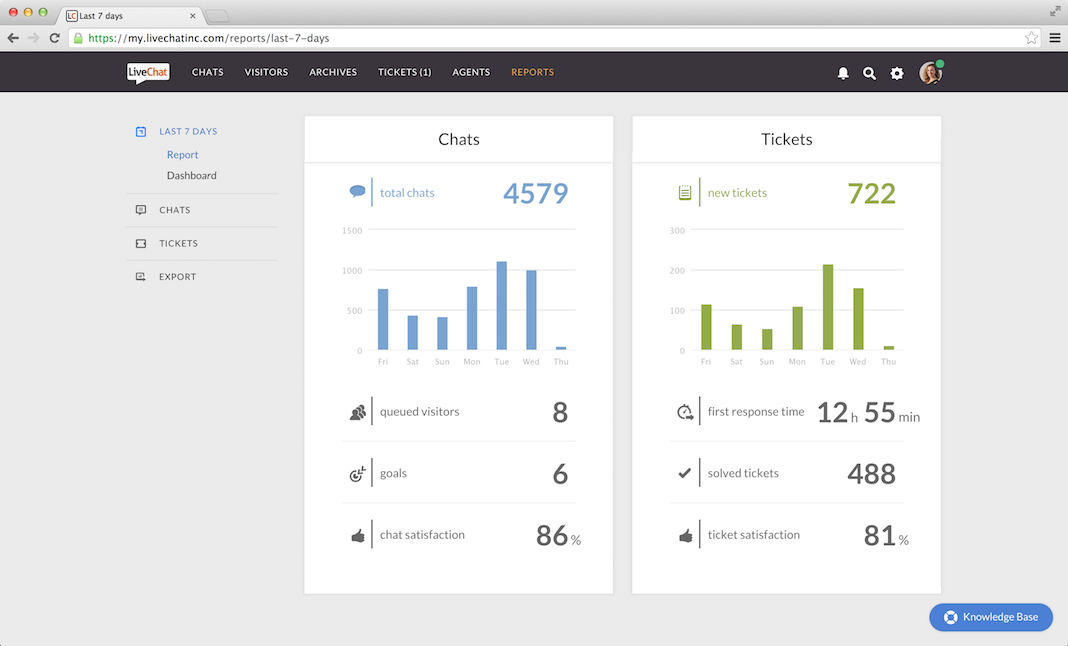 Last 7 days
https://my.livechatinc.com/reports/last-7-days
LiveChat
CHATS
VISITORS
ARCHIVES
TICKETS (1)
AGENTS
REPORTS
LAST 7 DAYS
Report
Dashboard
CHATS
TICKETS
EXPORT
Chats
total chats 4579
1500
1000
500
0
Fri Sat Sun Mon Tue Wed Thu
queued visitors 8
goals 6
chat satisfaction 86 %
Tickets
new tickets 722
300
200
100
0
Fri Sat Sun Mon Tue Wed Thu
first response time 12 h 55 min
solved tickets 488
ticket satisfaction 81 %
Knowledge Base